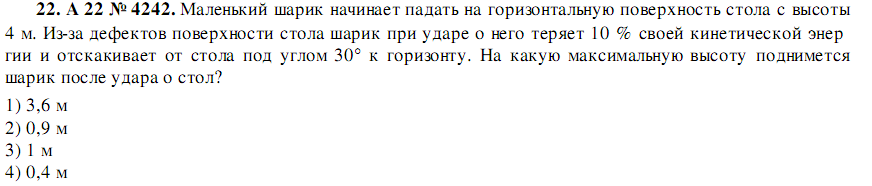 22. А 22 № 4242. Маленький шарик начинает падать на горизонтальную поверхность стола с высоты
4 м. Из-за дефектов поверхности стола шарик при ударе о него теряет 10 % своей кинетической энер
гии и отскакивает от стола под углом 30° к горизонту. На какую максимальную высоту поднимется
шарик после удара о стол?
1) 3,6 м
2) 0,9 м
3) 1 м
4) 0,4 м